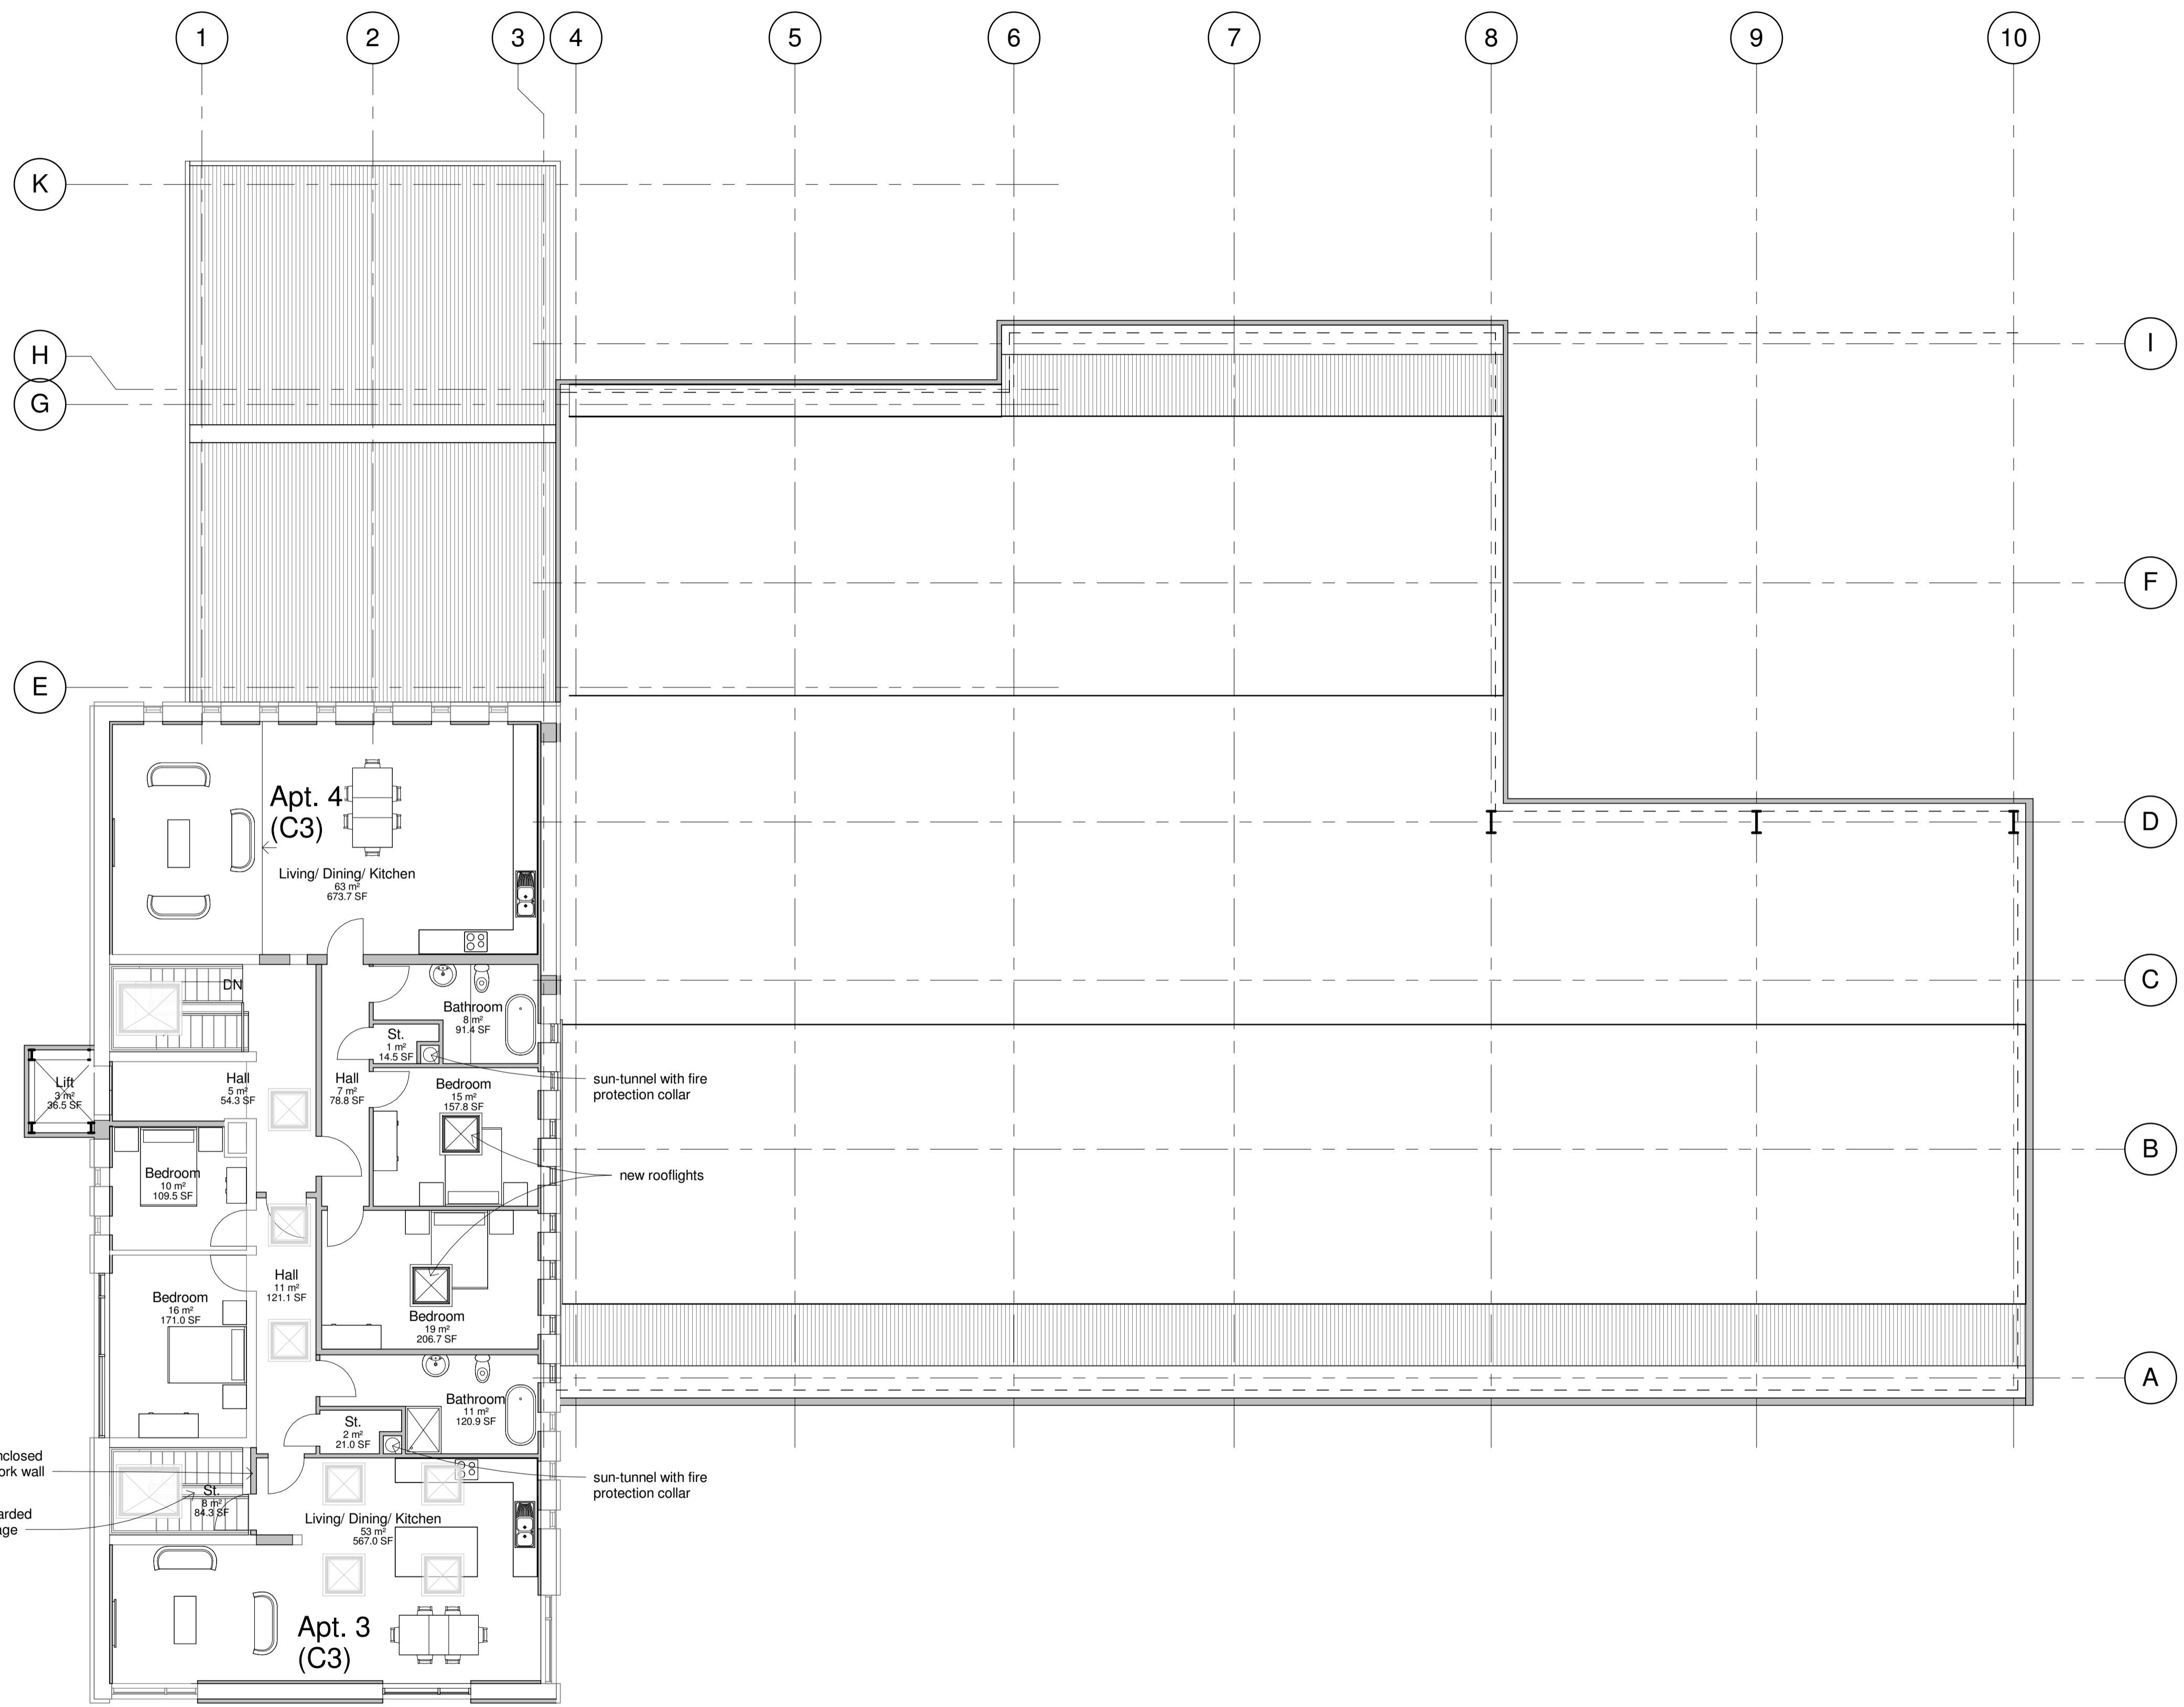 1
2
3
4
5
6
7
8
9
10
K
H
G
E
I
F
D
C
B
A
Apt. 4
(C3)
Living/ Dining/ Kitchen
63 m²
673.7 SF
DN
Bathroom
8 m²
91.4 SF
St.
1 m²
14.5 SF
Lift
3 m²
36.5 SF
Hall
5 m²
54.3 SF
Hall
7 m²
78.8 SF
Bedroom
15 m²
157.8 SF
sun-tunnel with fire
protection collar
new rooflights
Bedroom
10 m²
109.5 SF
Hall
11 m²
121.1 SF
Bedroom
16 m²
171.0 SF
Bedroom
19 m²
206.7 SF
Bathroom
11 m²
120.9 SF
St.
2 m²
21.0 SF
wall
St.
8 m²
84.3 SF
sun-tunnel with fire
protection collar
Living/ Dining/ Kitchen
53 m²
567.0 SF
Apt. 3
(C3)